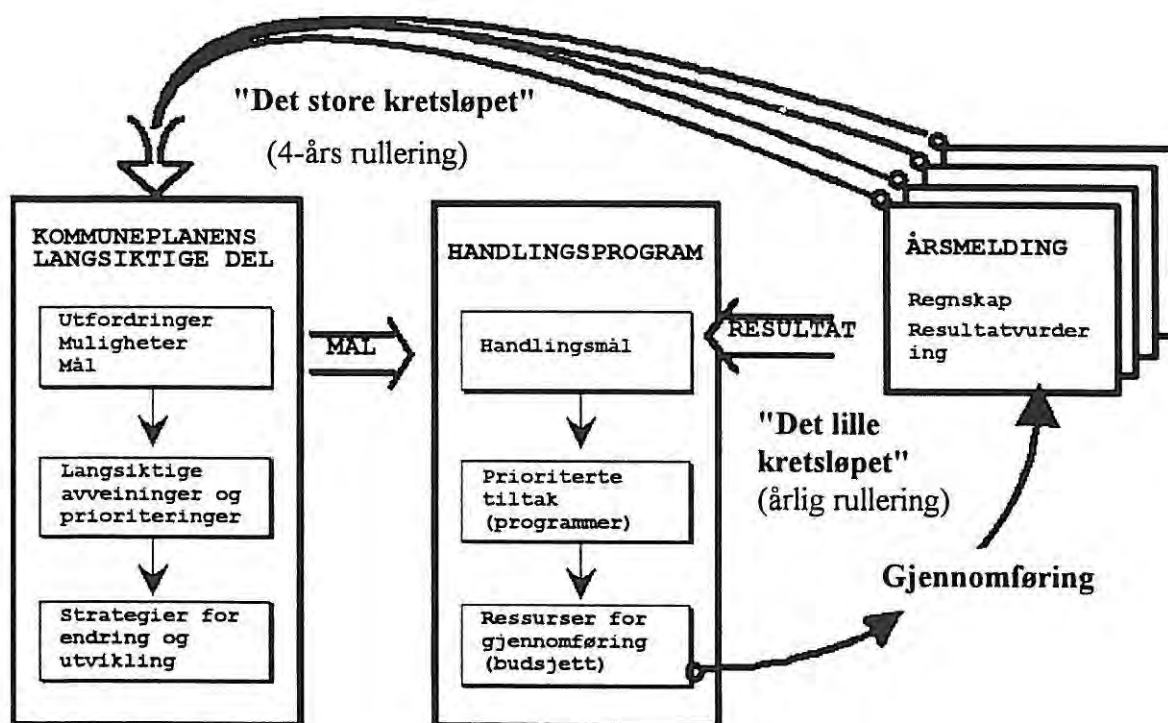 "Det store kretsløpet"
(4-års rullering)
KOMMUNEPLANENS
LANGSIKTIGE DEL
Utfordringer
Muligheter
Mål
Langsiktige
avveininger og
prioriteringer
Strategier for
endring og
utvikling
MÅL
HANDLINGSPROGRAM
Handlingsmål
Prioriterte
tiltak
(programmer)
Ressurser for
gjennomføring
(budsjett)
RESULTAT
ÅRSMELDING
Regnskap
Resultatvurder
ing
"Det lille
kretsløpet"
(årlig rullering)
Gjennomføring